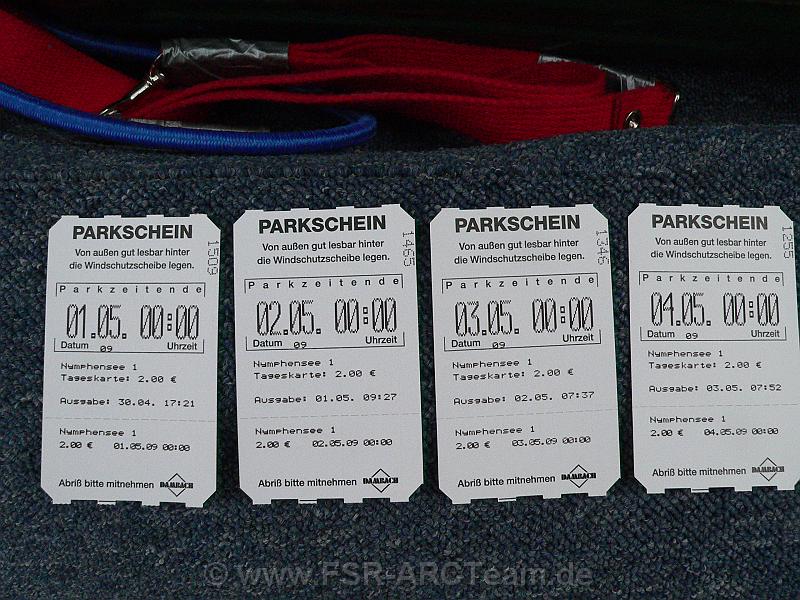 PARKSCHEIN
1509
Von außen gut lesbar hinter
die Windschutzscheibe legen.
Parkzeitende
01.05. 00:00
Datum 09 Uhrzeit
Nymphensee 1
Tageskarte: 2.00 €
Ausgabe: 30.04. 17:21
Nymphensee 1
2.00 € 01.05.09 00:00
Abriß bitte mitnehmen DAMBACH
PARKSCHEIN
1465
Von außen gut lesbar hinter
die Windschutzscheibe legen.
Parkzeitende
02.05. 00:00
Datum 09 Uhrzeit
Nymphensee 1
Tageskarte: 2.00 €
Ausgabe: 01.05. 09:27
Nymphensee 1
2.00 € 02.05.09 00:00
Abriß bitte mitnehmen DAMBACH
PARKSCHEIN
1346
Von außen gut lesbar hinter
die Windschutzscheibe legen.
Parkzeitende
03.05. 00:00
Datum 09 Uhrzeit
Nymphensee 1
Tageskarte: 2.00 €
Ausgabe: 02.05. 07:37
Nymphensee 1
2.00 € 03.05.09 00:00
Abriß bitte mitnehmen DAMBACH
PARKSCHEIN
1255
Von außen gut lesbar hinter
die Windschutzscheibe legen.
Parkzeitende
04.05. 00:00
Datum 09 Uhrzeit
Nymphensee 1
Tageskarte: 2.00 €
Ausgabe: 03.05. 07:52
Nymphensee 1
2.00 € 04.05.09 00:00
Abriß bitte mitnehmen DAMBACH
© www.FSR-ARCTeam.de